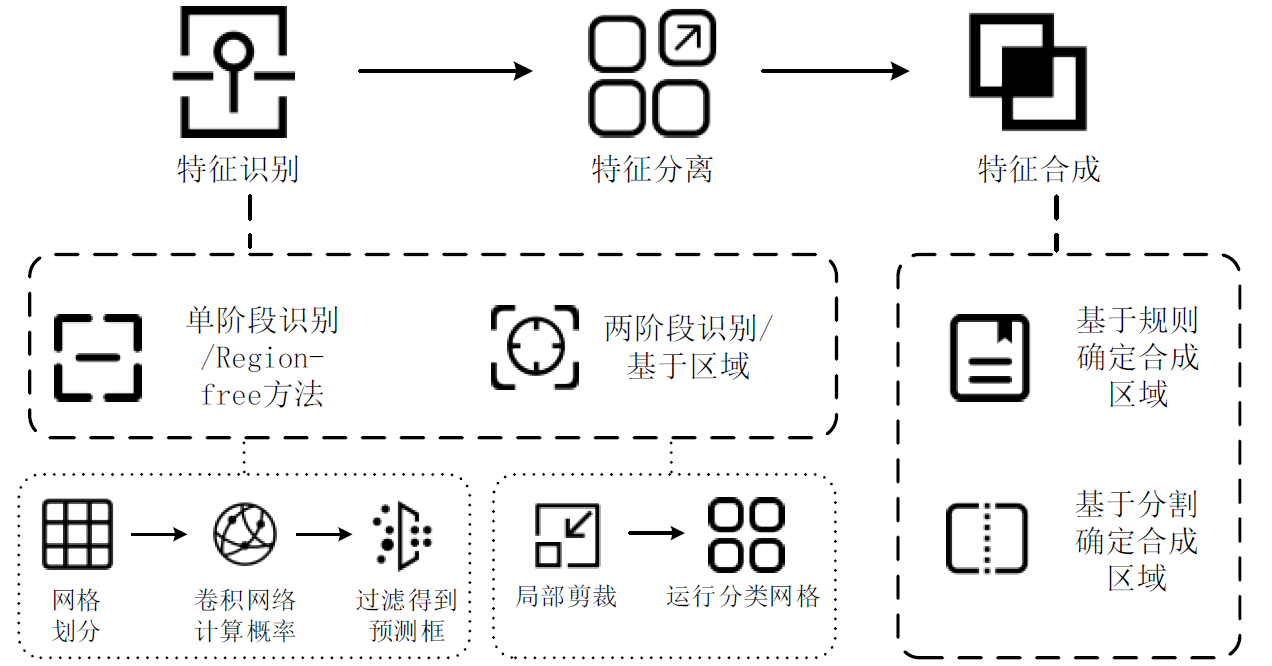 特征识别
特征分离
特征合成
单阶段识别
/Region-
free方法
两阶段识别/
基于区域
基于规则
确定合成
区域
基于分割
确定合成
区域
网格
划分
卷积网络
计算概率
过滤得到
预测框
局部剪裁
运行分类网格